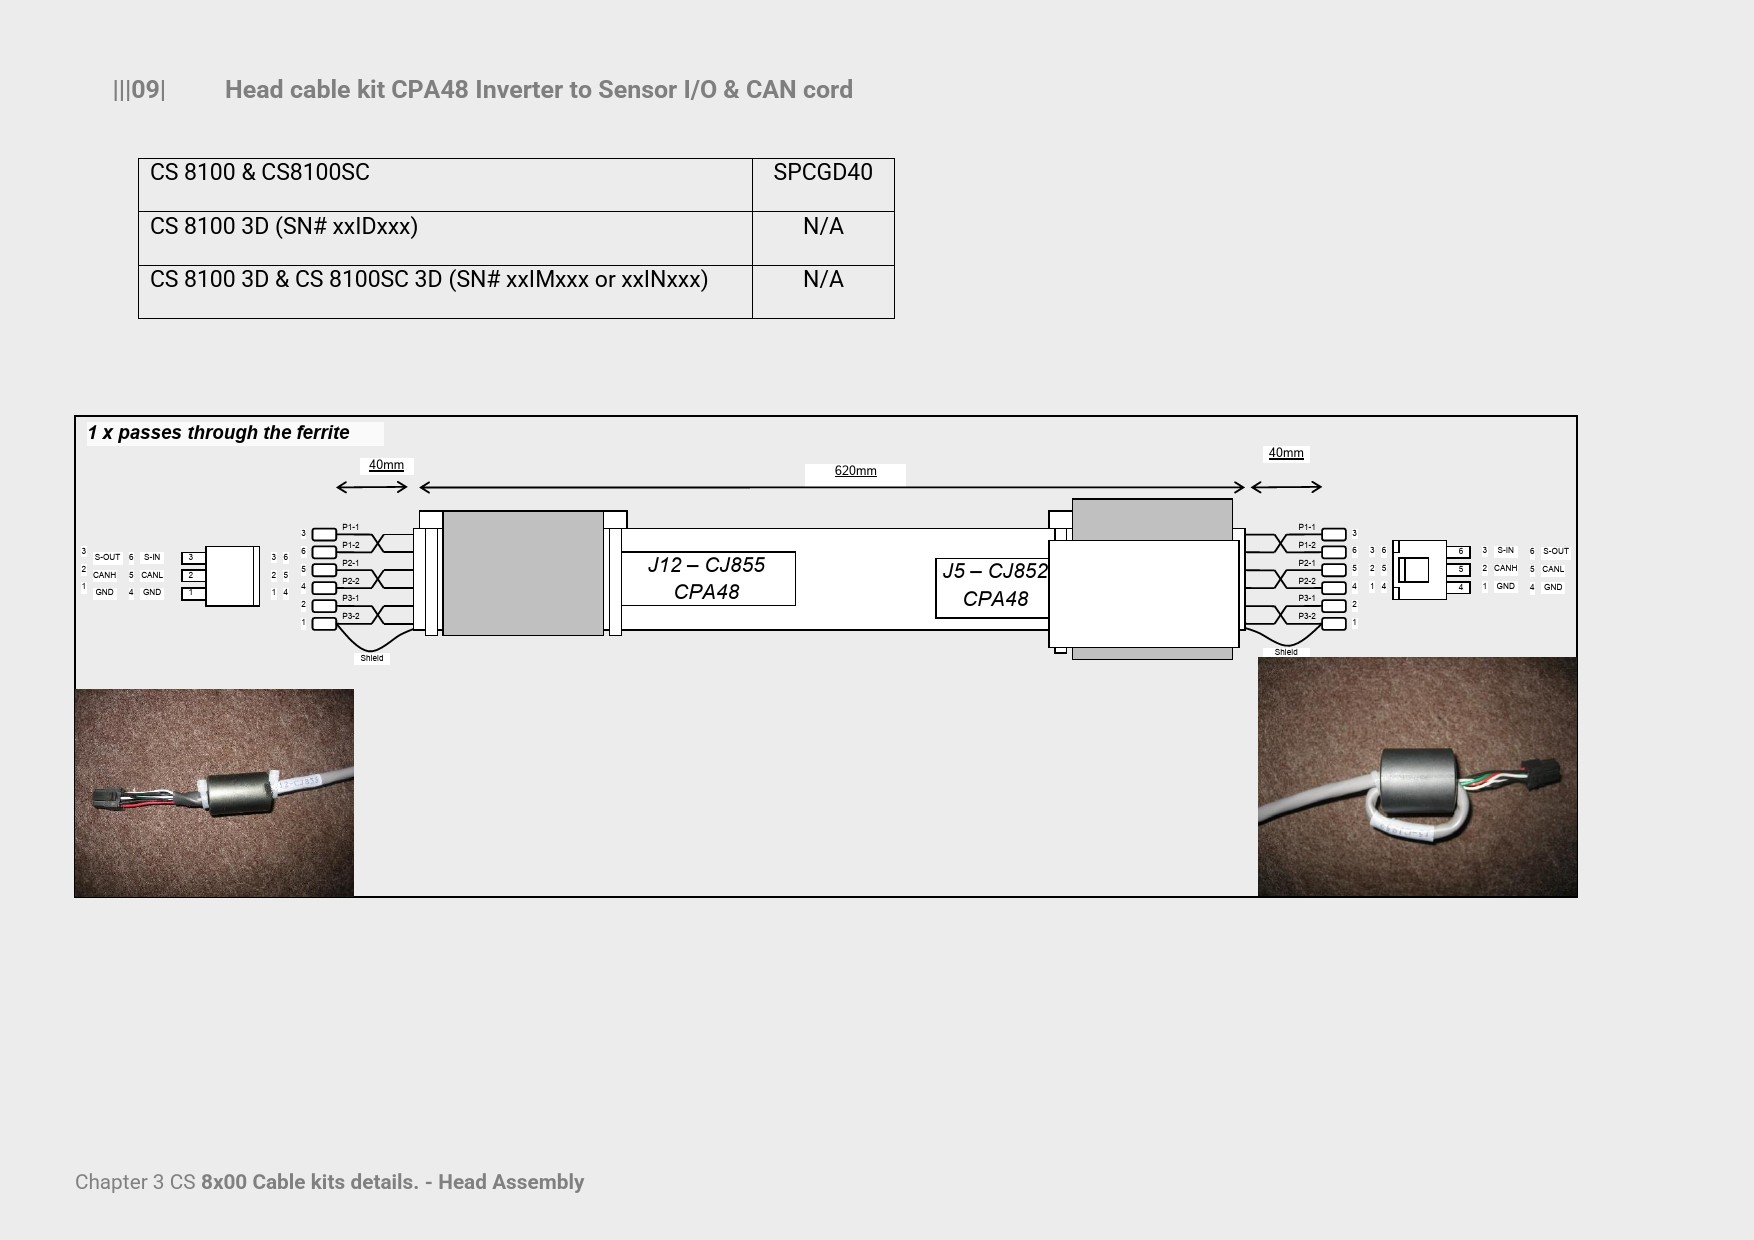 |||09| Head cable kit CPA48 Inverter to Sensor I/O & CAN cord
CS 8100 & CS8100SC SPCGD40
CS 8100 3D (SN# xxIDxxx) N/A
CS 8100 3D & CS 8100SC 3D (SN# xxIMxxx or xxINxxx) N/A
1 x passes through the ferrite
40mm
620mm
40mm
3 S-OUT 6 S-IN
2 CANH 5 CANL
1 GND 4 GND
3
2
1
3 6
2 5
1 4
3 P1-1
6 P1-2
5 P2-1
4 P2-2
2 P3-1
1 P3-2
Shield
J12 – CJ855
CPA48
J5 – CJ852
CPA48
P1-1 3
P1-2 6
P2-1 5
P2-2 4
P3-1 2
P3-2 1
Shield
3 6
2 5
1 4
6
5
4
3 S-IN 6 S-OUT
2 CANH 5 CANL
1 GND 4 GND
Chapter 3 CS 8x00 Cable kits details. - Head Assembly